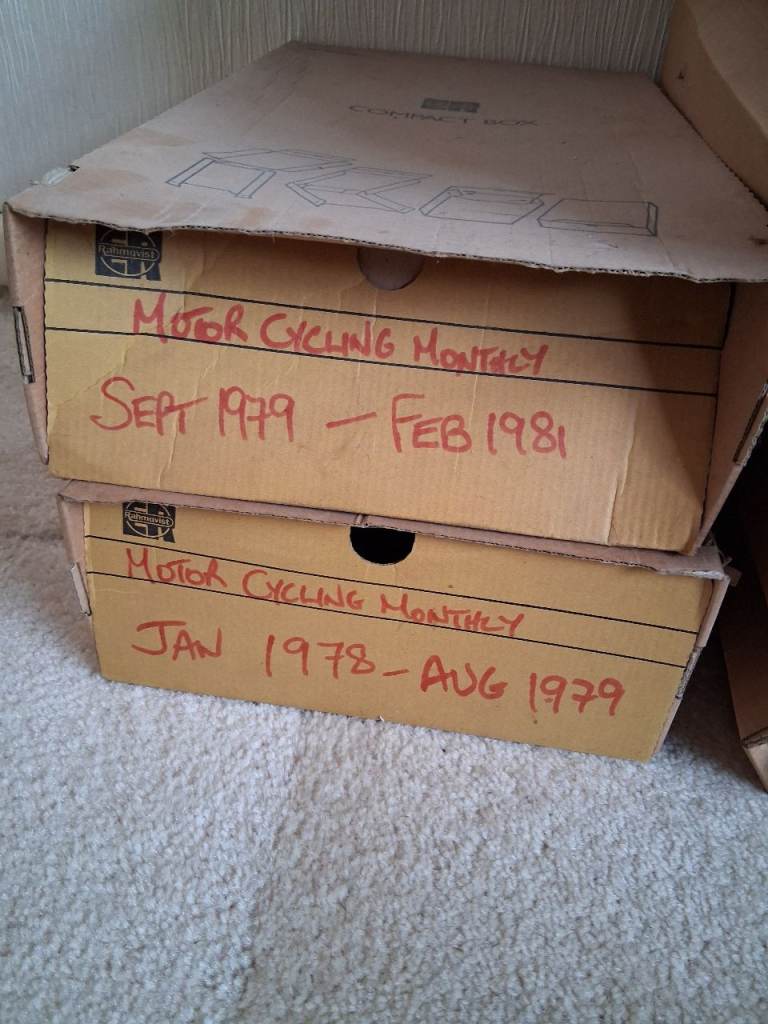 COMPACT BOX
Rahmqvist
MOTOR CYCLING MONTHLY
SEPT 1979 – FEB 1981
Rahmqvist
MOTOR CYCLING MONTHLY
JAN 1978 – AUG 1979